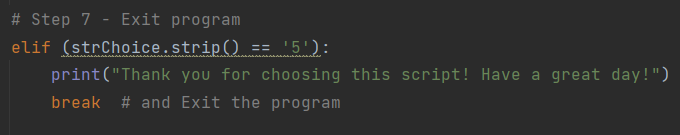 # Step 7 - Exit program
elif (strChoice.strip() == '5'):
    print("Thank you for choosing this script! Have a great day!")
    break  # and Exit the program